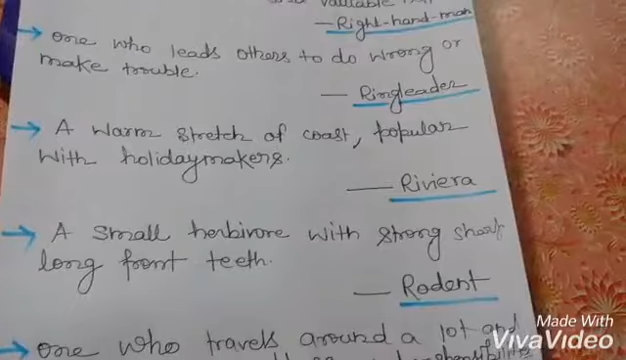 valuable
— Right-hand-man
→ One who leads others to do wrong or
make trouble.
— Ringleader
→ A warm stretch of coast, popular
with holidaymakers.
— Riviera
→ A small herbivore with strong sharp
long front teeth.
— Rodent
→ One who travels around a lot and
Made With
VivaVideo